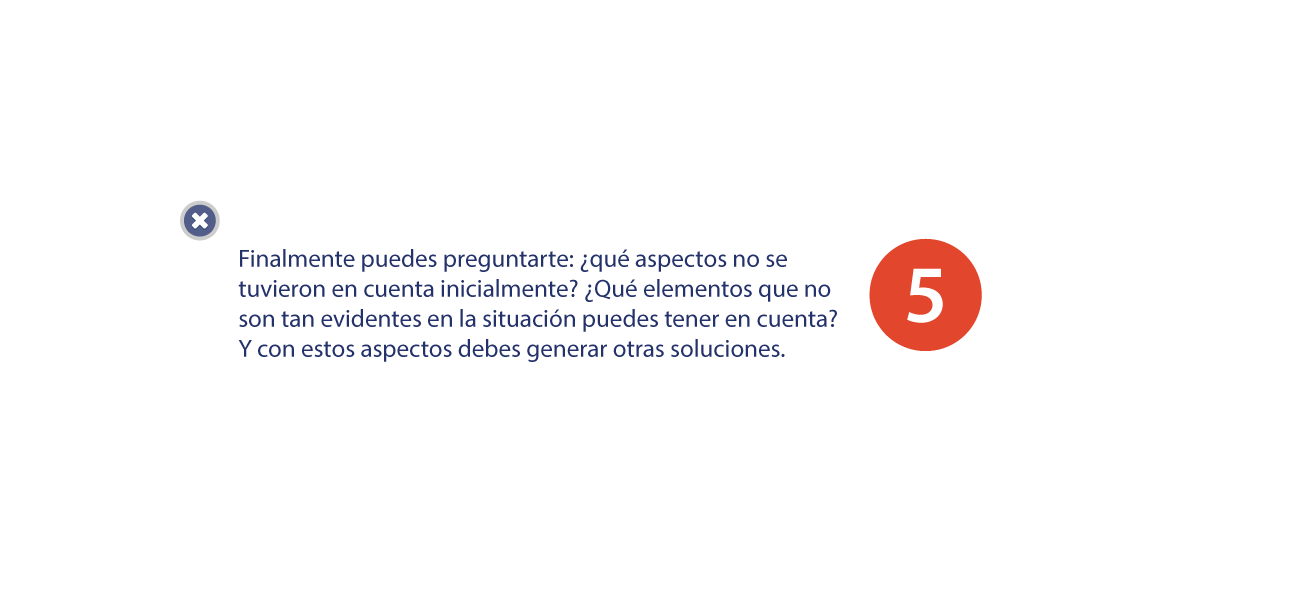 Finalmente puedes preguntarte: ¿qué aspectos no se
tuvieron en cuenta inicialmente? ¿Qué elementos que no
son tan evidentes en la situación puedes tener en cuenta?
Y con estos aspectos debes generar otras soluciones.
5